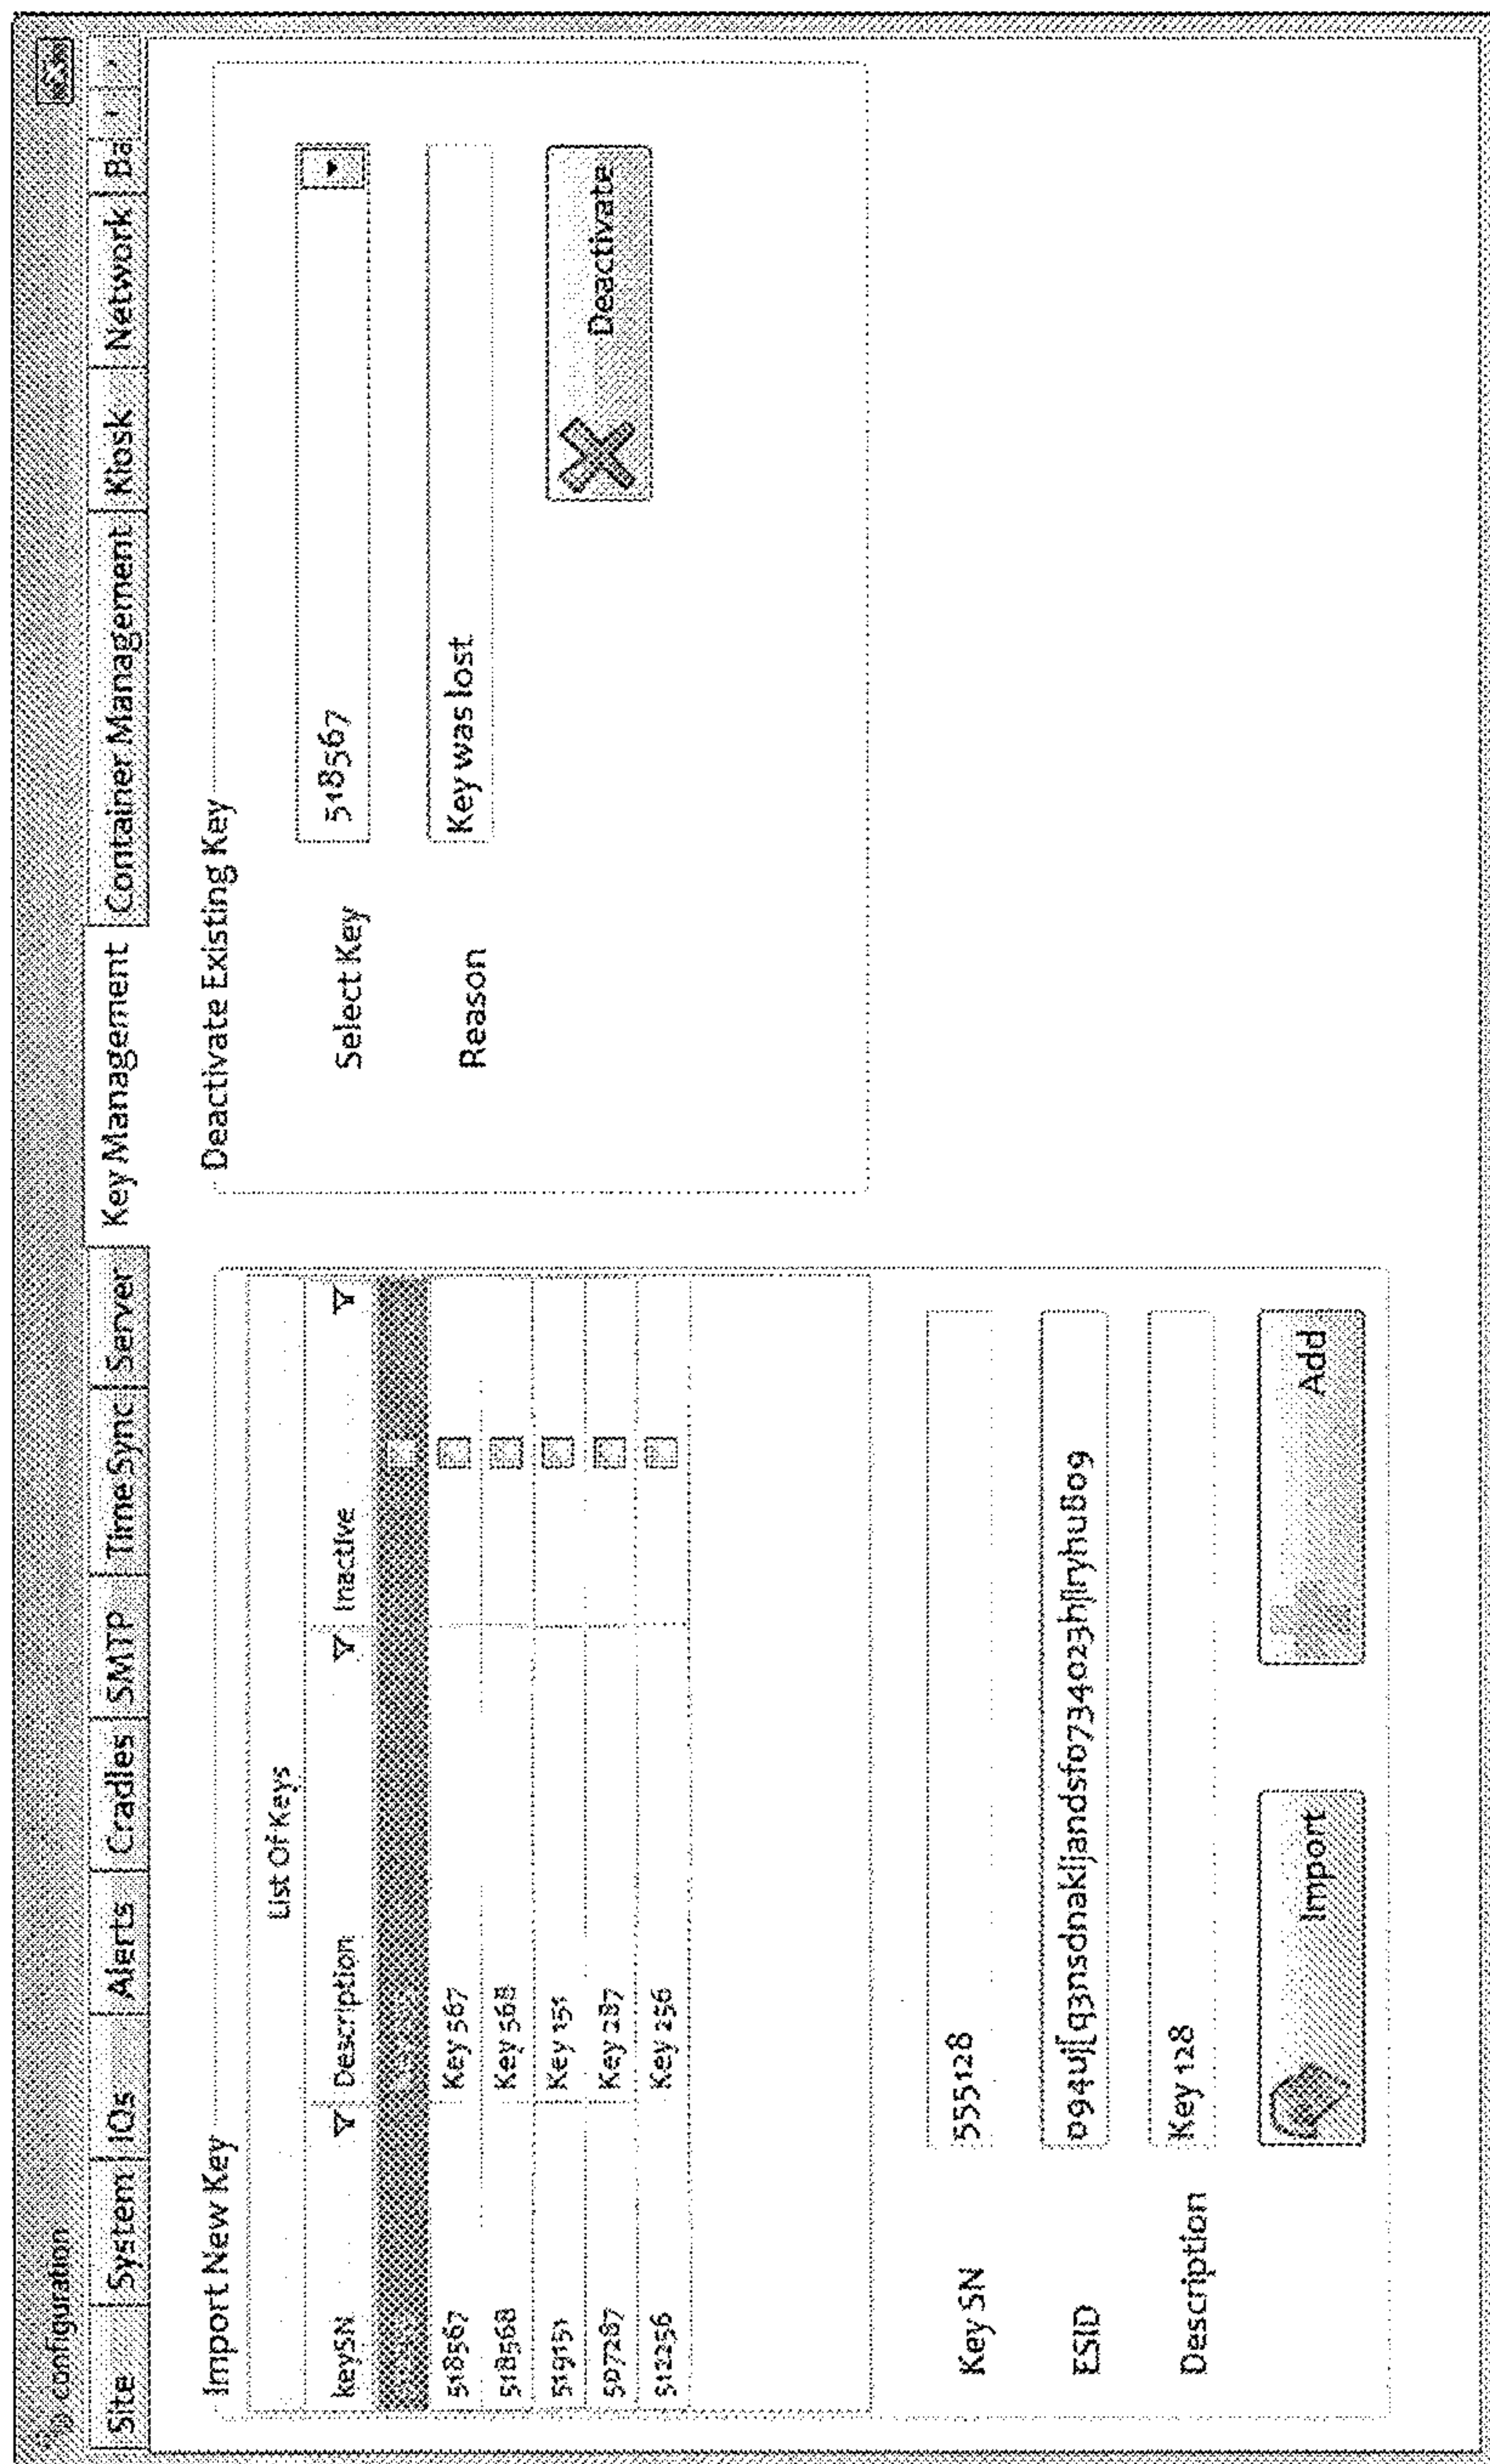 configuration
Site System IQs Alerts Cradles SMTP Time Sync Server Key Management Container Management Kiosk Network Ba
Import New Key
List Of Keys
keySN Description Inactive
518567 Key 567
518568 Key 568
519151 Key 151
507287 Key 287
512256 Key 256
Key SN 555128
ESID
Description Key 128
Import Add
Deactivate Existing Key
Select Key 518567
Reason Key was lost
Deactivate